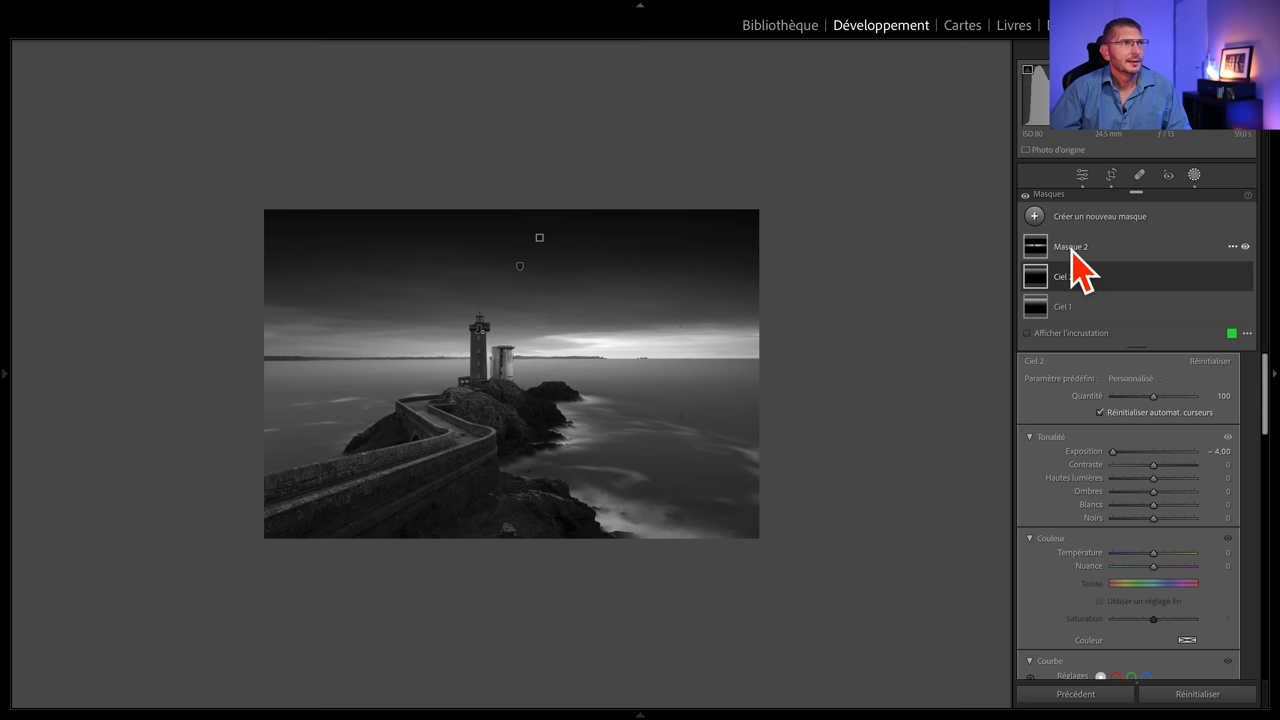 Bibliothèque | Développement | Cartes | Livres |
ISO 80 24.5 mm ƒ / 13 59,0 s
Photo d'origine
Masques
Créer un nouveau masque
Masque 2
Ciel
Ciel 1
Afficher l'incrustation
Ciel 2 Réinitialiser
Paramètre prédéfini : Personnalisé
Quantité 100
Réinitialiser automat. curseurs
Tonalité
Exposition – 4,00
Contraste 0
Hautes lumières 0
Ombres 0
Blancs 0
Noirs 0
Couleur
Température 0
Nuance 0
Teinte
Utiliser un réglage fin
Saturation
Couleur
Courbe
Réglages
Précédent Réinitialiser